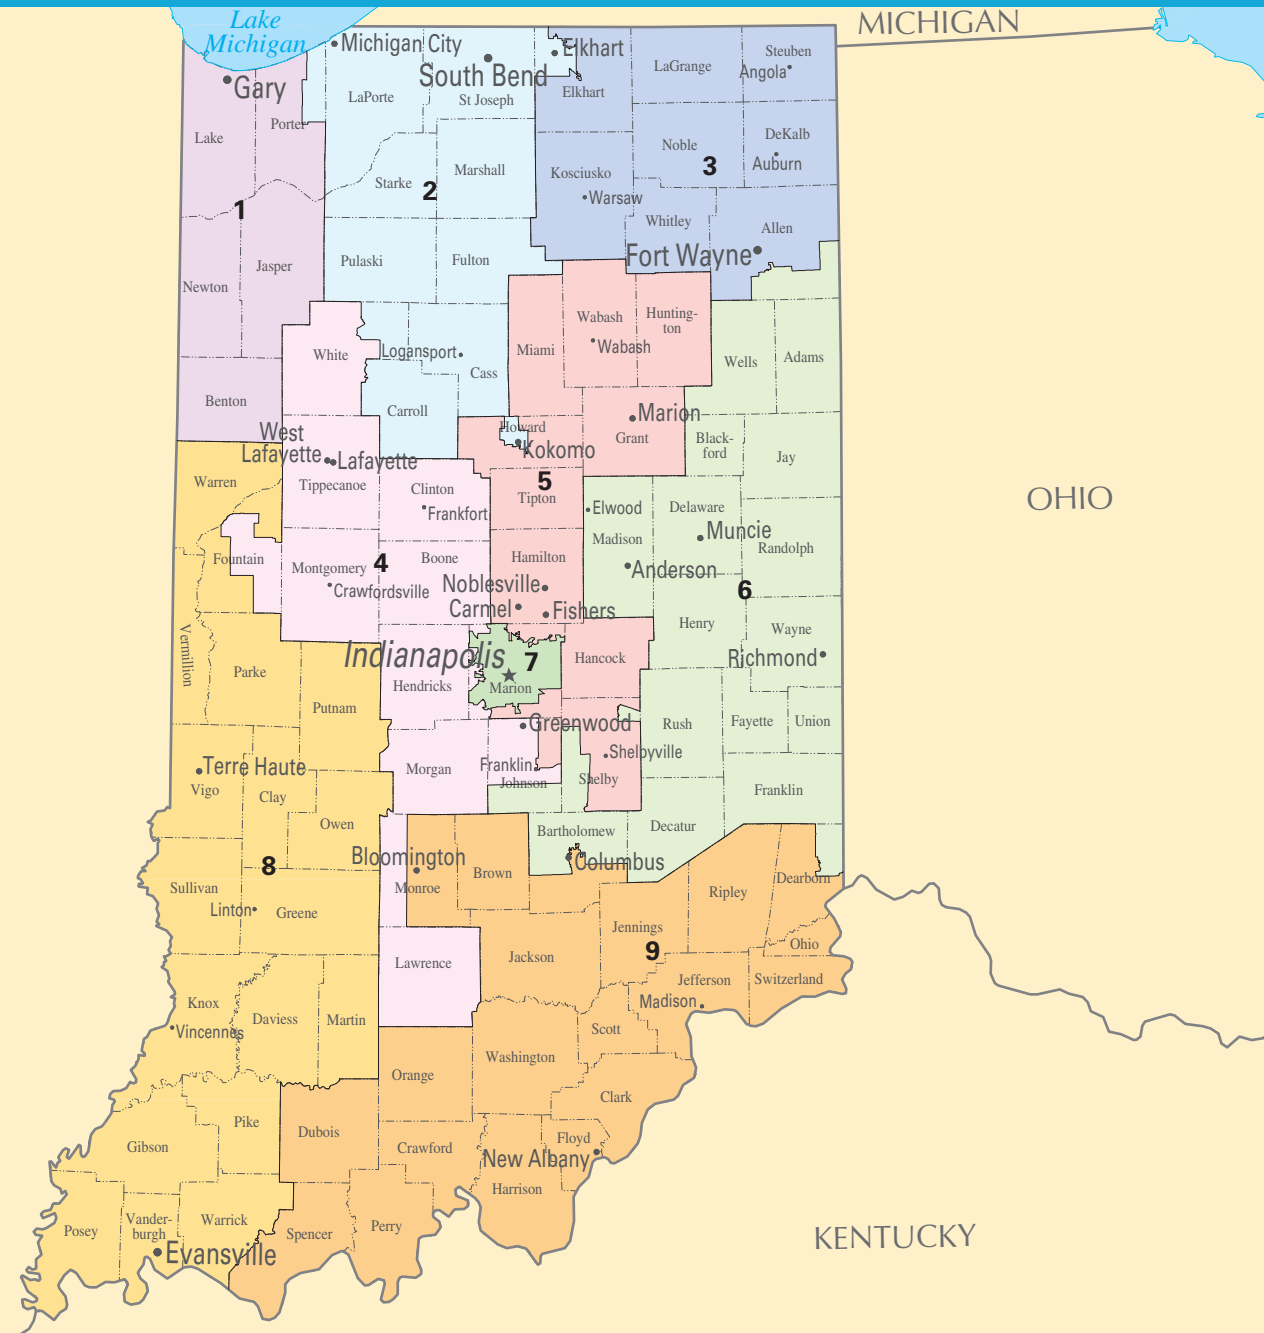 Lake
Michigan
MICHIGAN
Michigan City
Elkhart
South Bend
Steuben
LaGrange
Angola
Gary
LaPorte
St Joseph
Elkhart
Lake
Porter
DeKalb
Noble
3
Auburn
Starke
2
Marshall
Kosciusko
Warsaw
1
Whitley
Allen
Fort Wayne
Jasper
Pulaski
Fulton
Newton
Wabash
Hunting-
ton
White
Logansport
Miami
Wabash
Wells
Adams
Cass
Benton
Carroll
Marion
West
Lafayette
Lafayette
Howard
Kokomo
Grant
Black-
ford
Jay
Warren
Tippecanoe
Clinton
Frankfort
5
Tipton
Elwood
Delaware
OHIO
Muncie
Madison
Randolph
Fountain
Montgomery
4
Boone
Hamilton
Anderson
Crawfordsville
Noblesville
6
Carmel
Fishers
Henry
Wayne
Vermillion
Indianapolis
7
Hancock
Richmond
Parke
Hendricks
Marion
Putnam
Greenwood
Rush
Fayette
Union
Terre Haute
Morgan
Franklin
Johnson
Shelbyville
Shelby
Vigo
Clay
Franklin
Owen
Bartholomew
Decatur
Bloomington
Columbus
8
Brown
Sullivan
Monroe
Ripley
Dearborn
Linton
Greene
Jennings
9
Ohio
Lawrence
Jackson
Jefferson
Switzerland
Knox
Madison
Vincennes
Daviess
Martin
Scott
Washington
Orange
Clark
Pike
Dubois
Gibson
Crawford
Floyd
New Albany
Harrison
Posey
Vander-
burgh
Warrick
Spencer
Perry
Evansville
KENTUCKY